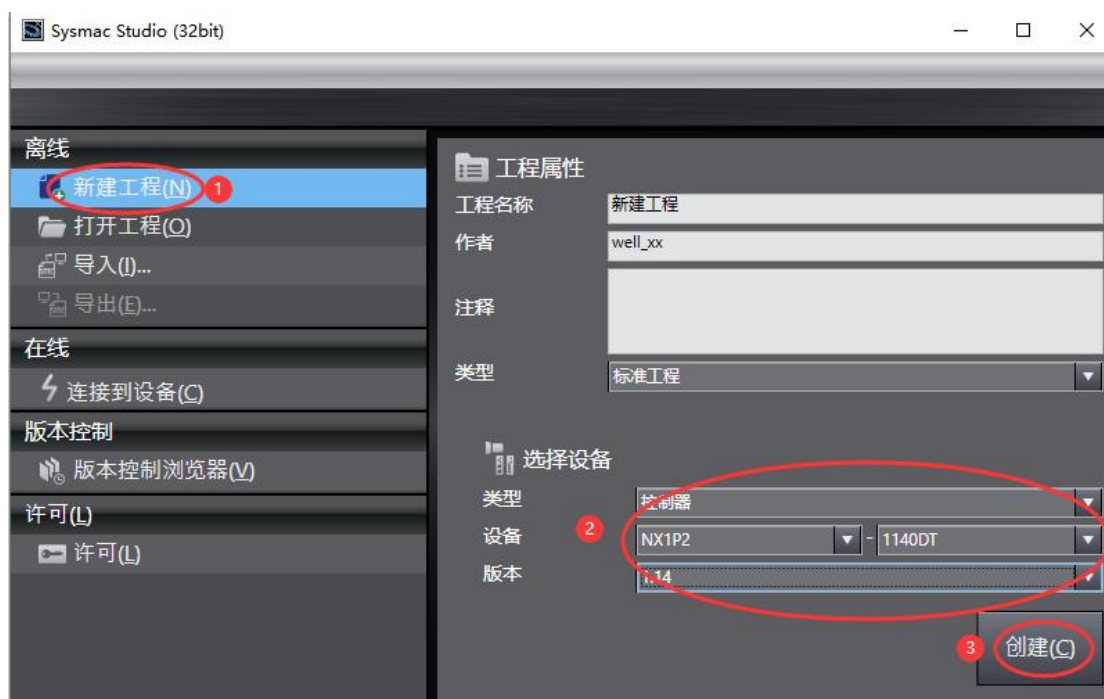 Sysmac Studio (32bit)
离线
新建工程(N) 1
打开工程(O)
导入(I)...
导出(E)...
在线
连接到设备(C)
版本控制
版本控制浏览器(V)
许可(L)
许可(L)
工程属性
工程名称 新建工程
作者 well_xx
注释
类型 标准工程
选择设备
类型 控制器
2
设备 NX1P2 - 1140DT
版本 1.14
3 创建(C)